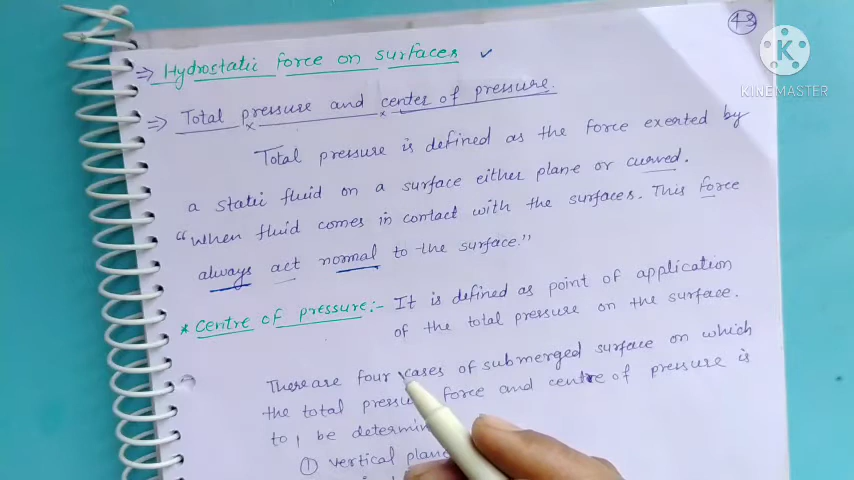 43
⇒ Hydrostatic force on surfaces ✓
K
KINEMASTER
⇒ Total pressure and center of pressure.
Total pressure is defined as the force exerted by
a static fluid on a surface either plane or curved.
"When fluid comes in contact with the surfaces. This force
always act normal to the surface."
* Centre of pressure:- It is defined as point of application
of the total pressure on the surface.
There are four cases of submerged surface on which
the total force and centre of pressure is
to be
① vertical